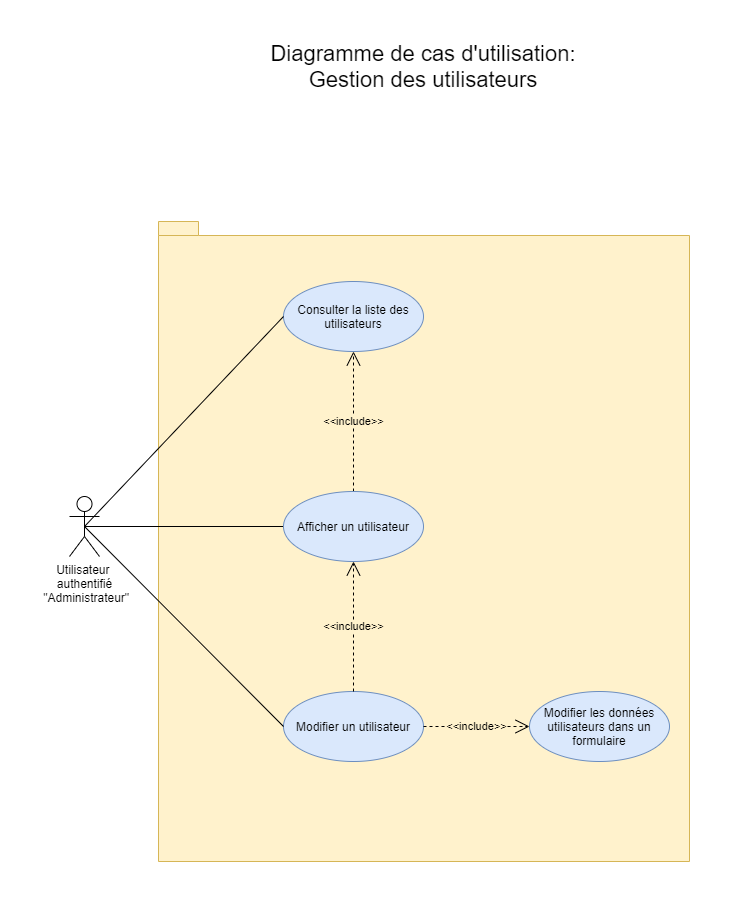 Diagramme de cas d'utilisation:
Gestion des utilisateurs
Consulter la liste des
utilisateurs
<<include>>
Afficher un utilisateur
Utilisateur
authentifié
"Administrateur"
<<include>>
Modifier un utilisateur
<<include>>
Modifier les données
utilisateurs dans un
formulaire